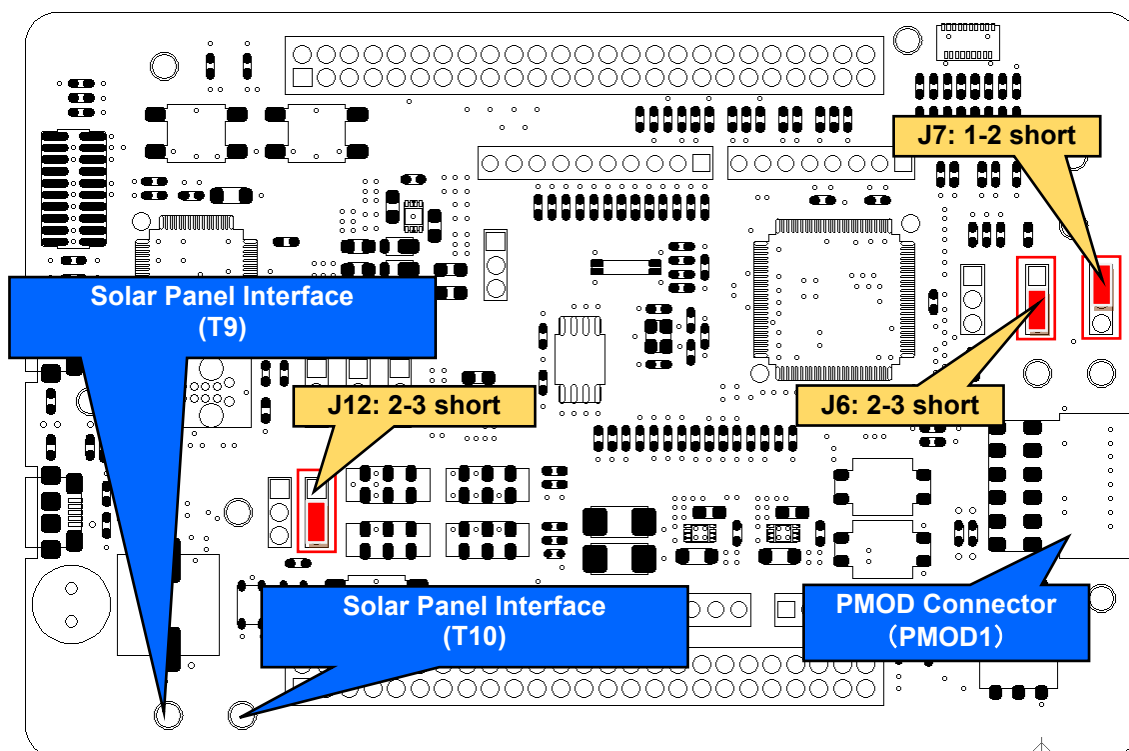 J7: 1-2 short
Solar Panel Interface
(T9)
J12: 2-3 short
J6: 2-3 short
Solar Panel Interface
(T10)
PMOD Connector
（PMOD1）